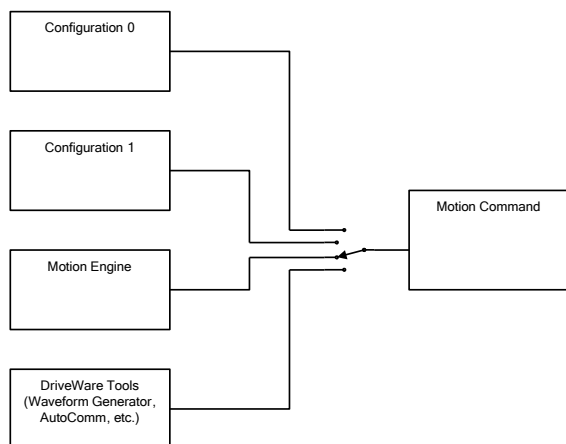 Configuration 0
Configuration 1
Motion Engine
DriveWare Tools
(Waveform Generator,
AutoComm, etc.)
Motion Command